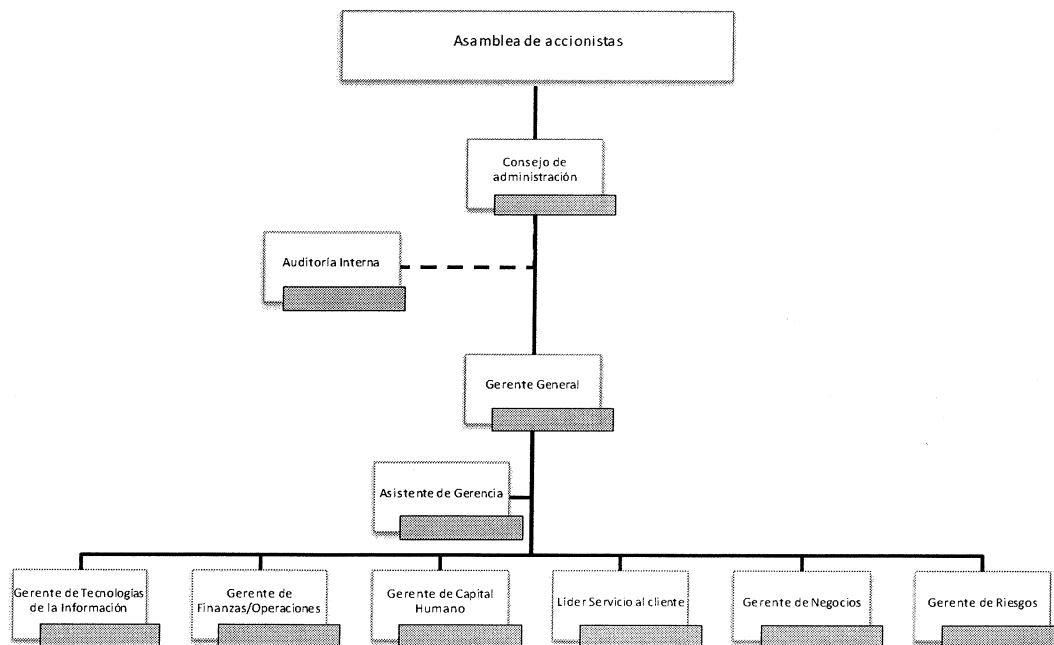 Asamblea de accionistas
Consejo de
administración
Auditoría Interna
Gerente General
Asistente de Gerencia
Gerente de Tecnologías
de la Información
Gerente de
Finanzas/Operaciones
Gerente de Capital
Humano
Líder Servicio al cliente
Gerente de Negocios
Gerente de Riesgos